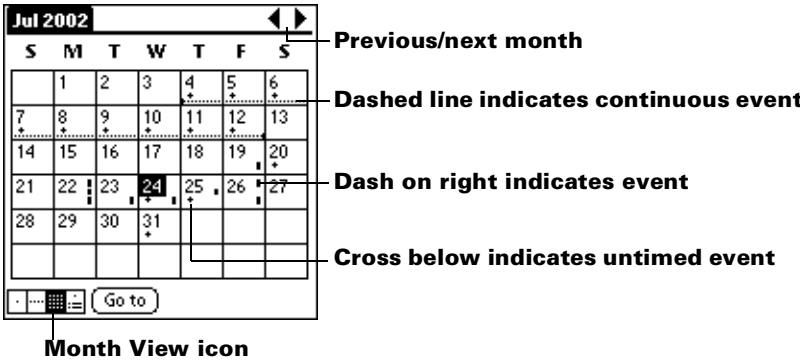 Jul 2002
Previous/next month
S M T W T F S
1 2 3 4 5 6
Dashed line indicates continuous event
7 8 9 10 11 12 13
14 15 16 17 18 19 20
Dash on right indicates event
21 22 23 24 25 26 27
28 29 30 31
Cross below indicates untimed event
Go to
Month View icon